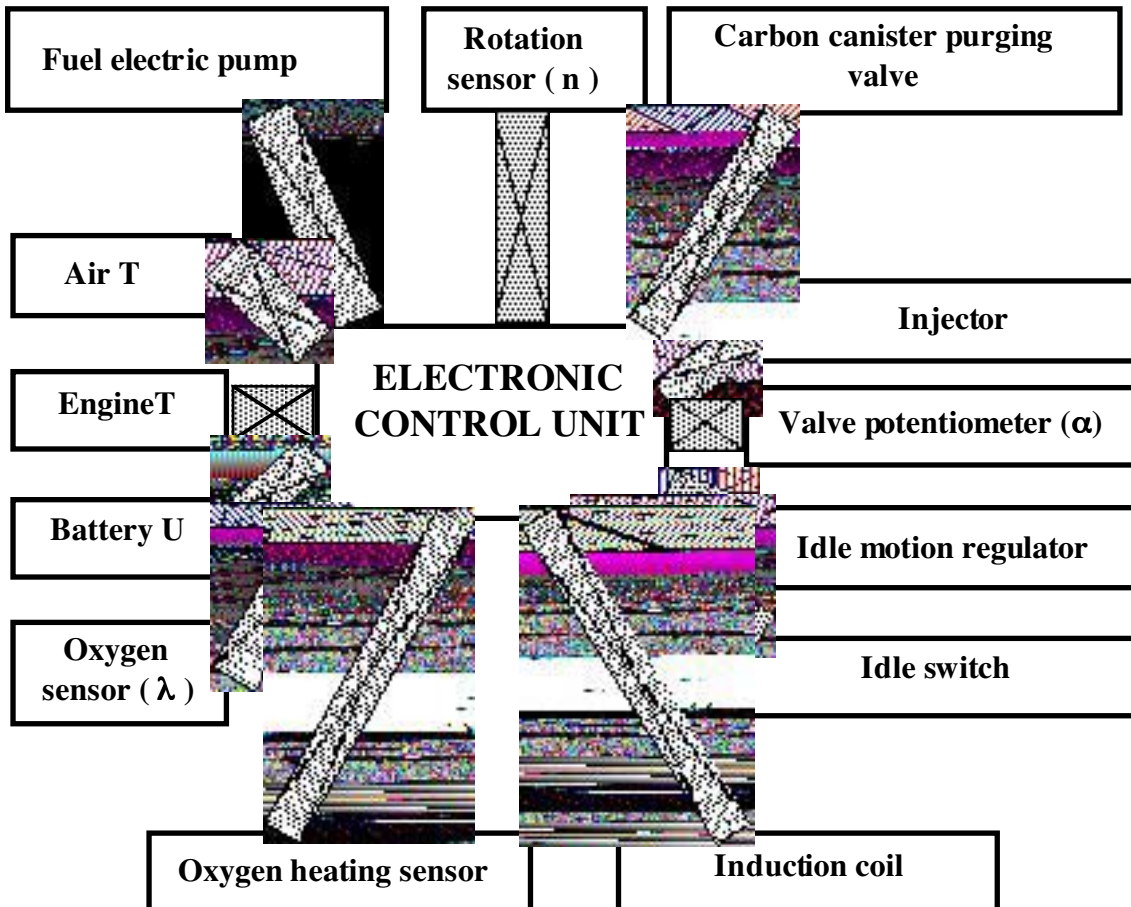 Fuel electric pump
Rotation
sensor ( n )
Carbon canister purging
valve
Air T
Injector
ELECTRONIC
CONTROL UNIT
EngineT
Valve potentiometer (α)
Battery U
Idle motion regulator
Oxygen
sensor ( λ )
Idle switch
Oxygen heating sensor
Induction coil